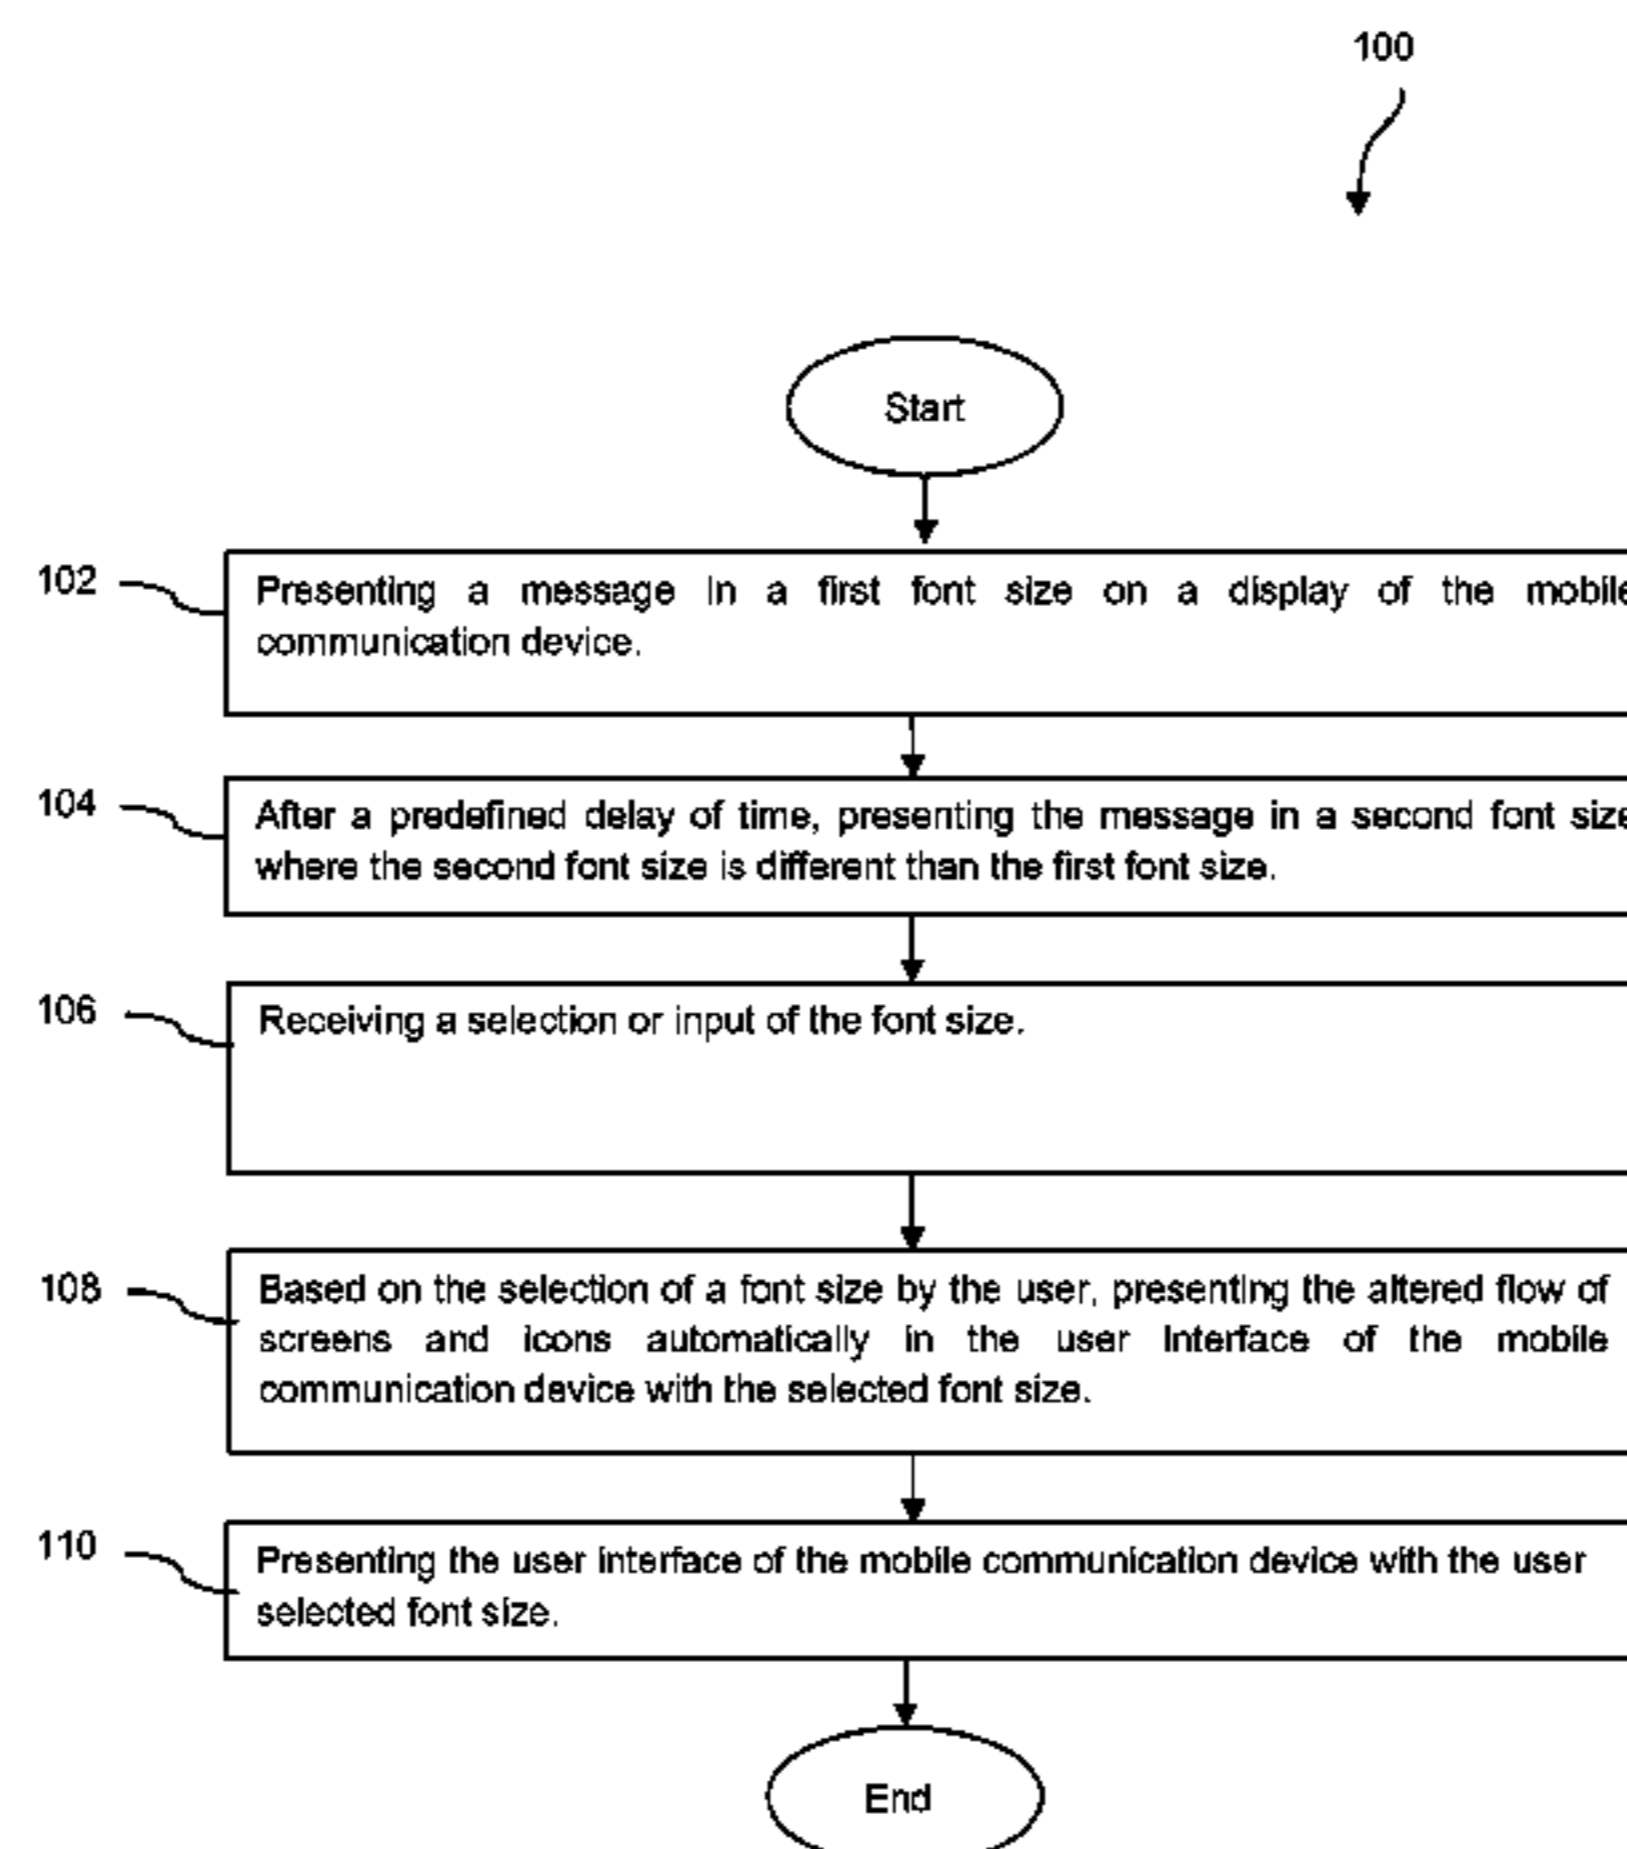 100
Start
102
Presenting a message in a first font size on a display of the mobile
communication device.
104
After a predefined delay of time, presenting the message in a second font size
where the second font size is different than the first font size.
106
Receiving a selection or input of the font size.
108
Based on the selection of a font size by the user, presenting the altered flow of
screens and icons automatically in the user interface of the mobile
communication device with the selected font size.
110
Presenting the user interface of the mobile communication device with the user
selected font size.
End